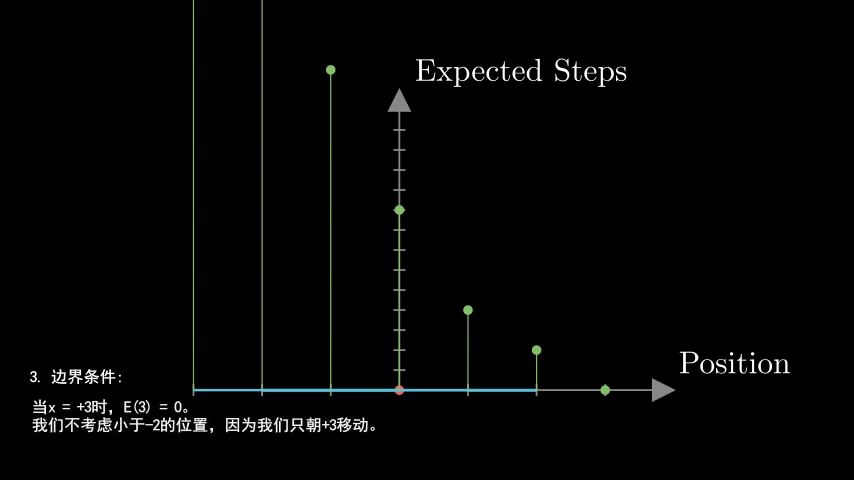 Expected Steps
Position
3. 边界条件:
当x = +3时，E(3) = 0。
我们不考虑小于-2的位置，因为我们只朝+3移动。